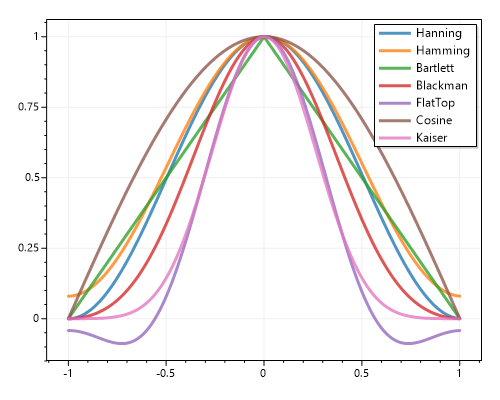 Hanning
Hamming
Bartlett
Blackman
FlatTop
Cosine
Kaiser
1
0.75
0.5
0.25
0
-1
-0.5
0
0.5
1